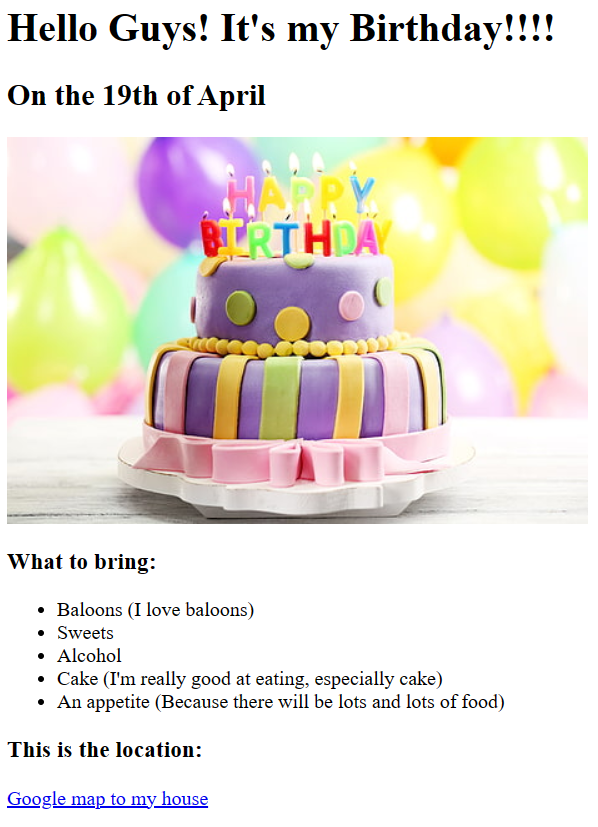 Hello Guys! It's my Birthday!!!!
On the 19th of April
HAPPY
BIRTHDAY
What to bring:
• Baloons (I love baloons)
• Sweets
• Alcohol
• Cake (I'm really good at eating, especially cake)
• An appetite (Because there will be lots and lots of food)
This is the location:
Google map to my house